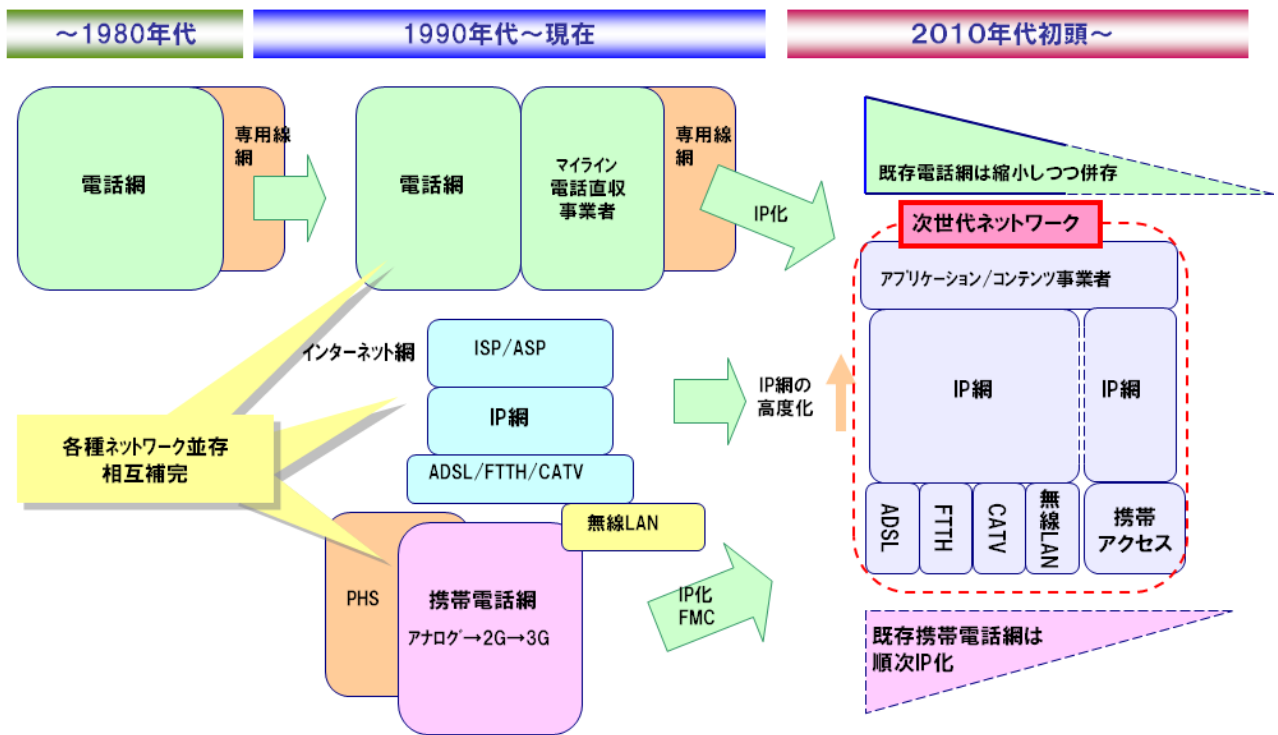 ～1980年代
1990年代～現在
2010年代初頭～
電話網
専用線
網
電話網
マイライン
電話直収
事業者
専用線
網
IP化
既存電話網は縮小しつつ併存
次世代ネットワーク
アプリケーション/コンテンツ事業者
IP網
IP網
ADSL
FTTH
CATV
無線LAN
携帯
アクセス
インターネット網
ISP/ASP
IP網
ADSL/FTTH/CATV
無線LAN
IP網の
高度化
各種ネットワーク並存
相互補完
PHS
携帯電話網
アナログ→2G→3G
IP化
FMC
既存携帯電話網は
順次IP化